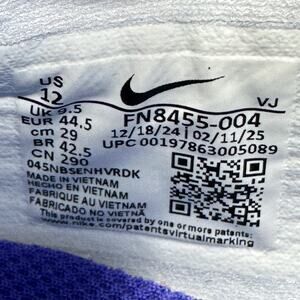 US
12
UK 9.5
EUR 44.5
cm 29
BR 42.5
CN 290
FN8455-004
VJ
12/18/24 | 02/11/25
UPC 00197863005089
045NBSENHVRDK
MADE IN VIETNAM
HECHO EN VIETNAM
FABRIQUE AU VIETNAM
FABRICADO NO VIETNÃ
This product is covered by one or more patents
www.nike.com/patentsvirtualmarking